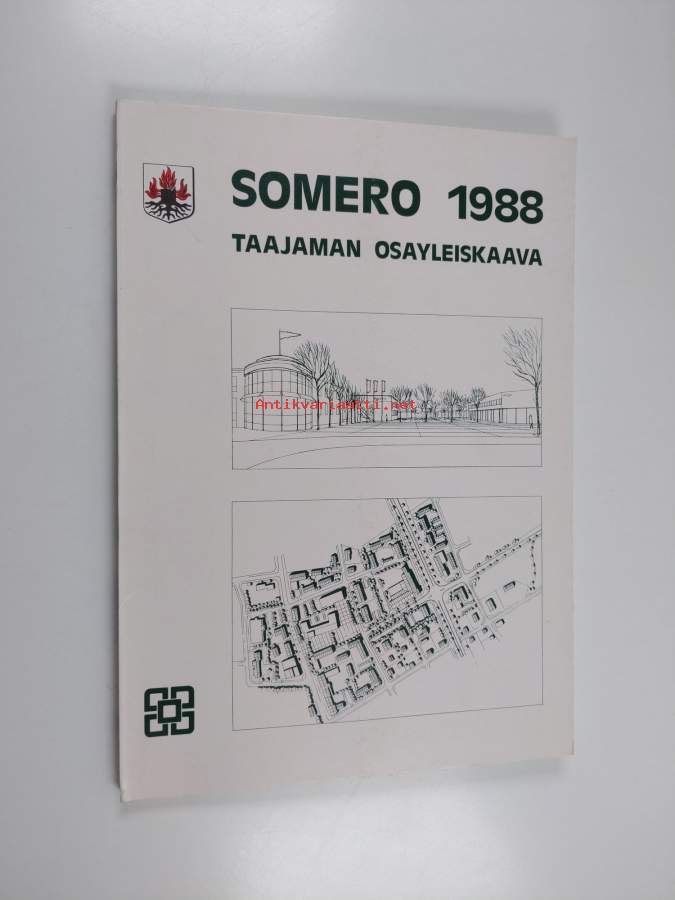 SOMERO 1988
TAAJAMAN OSAYLEISKAAVA
Antikvariaatti.net